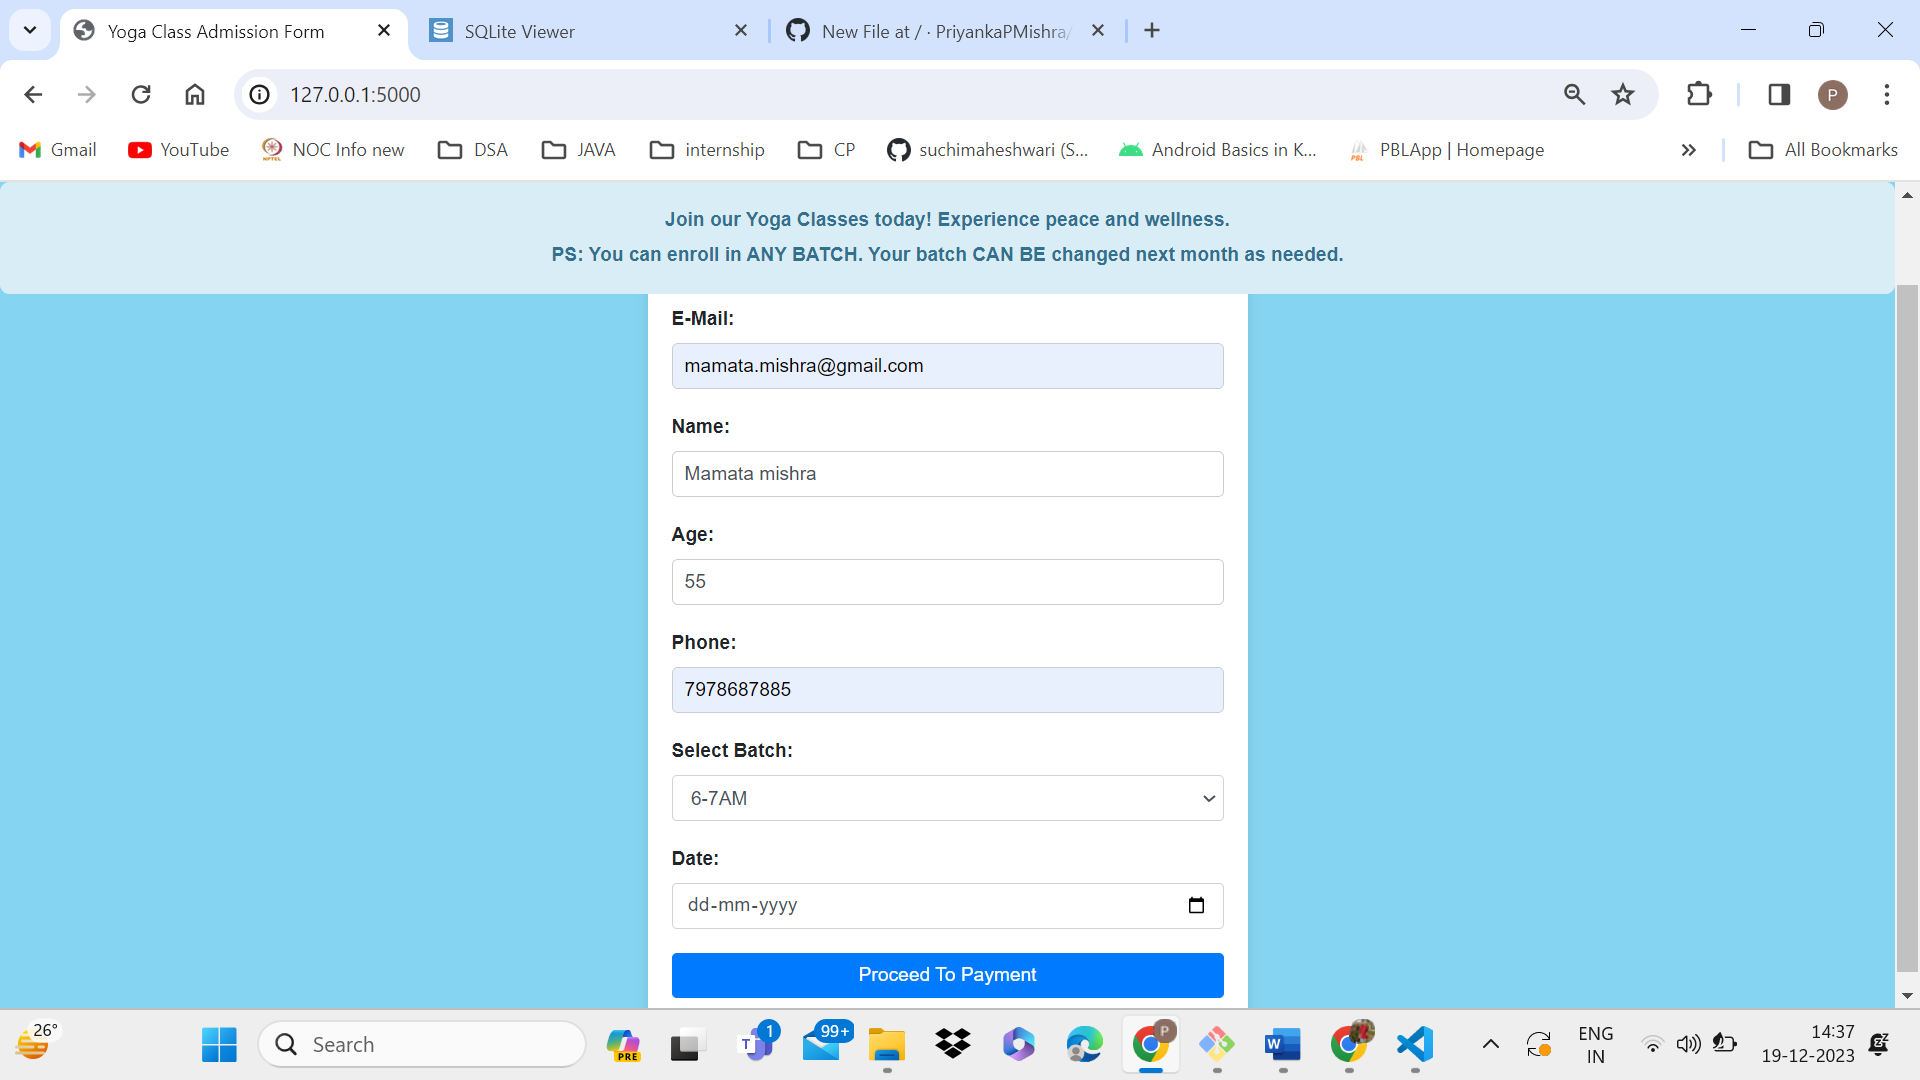 Yoga Class Admission Form
SQLite Viewer
New File at / · PriyankaPMishra/
127.0.0.1:5000
P
Gmail
YouTube
NOC Info new
DSA
JAVA
internship
CP
suchimaheshwari (S...
Android Basics in K...
PBLApp | Homepage
All Bookmarks
Join our Yoga Classes today! Experience peace and wellness.
PS: You can enroll in ANY BATCH. Your batch CAN BE changed next month as needed.
E-Mail:
mamata.mishra@gmail.com
Name:
Mamata mishra
Age:
55
Phone:
7978687885
Select Batch:
6-7AM
Date:
dd-mm-yyyy
Proceed To Payment
26°
Search
PRE
T
1
99+
P
W
ENG
IN
14:37
19-12-2023